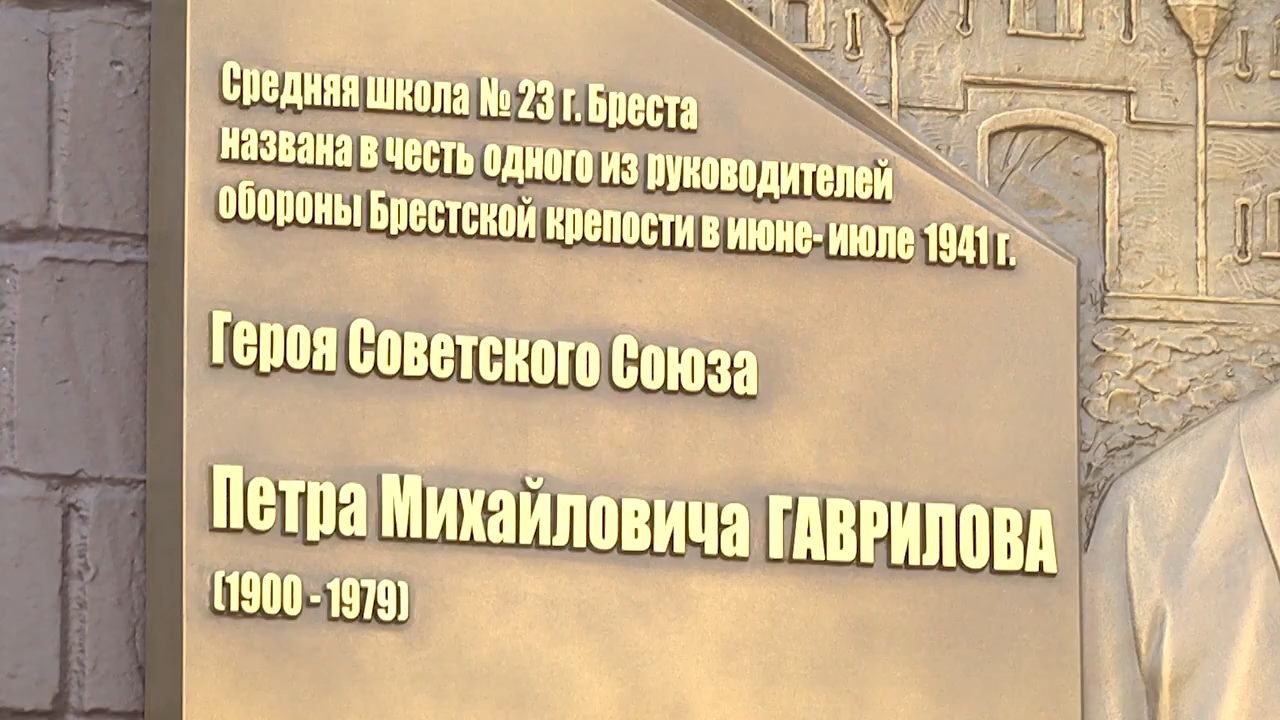 Средняя школа № 23 г. Бреста
названа в честь одного из руководителей
обороны Брестской крепости в июне- июле 1941 г.
Героя Советского Союза
Петра Михайловича ГАВРИЛОВА
(1900 - 1979)